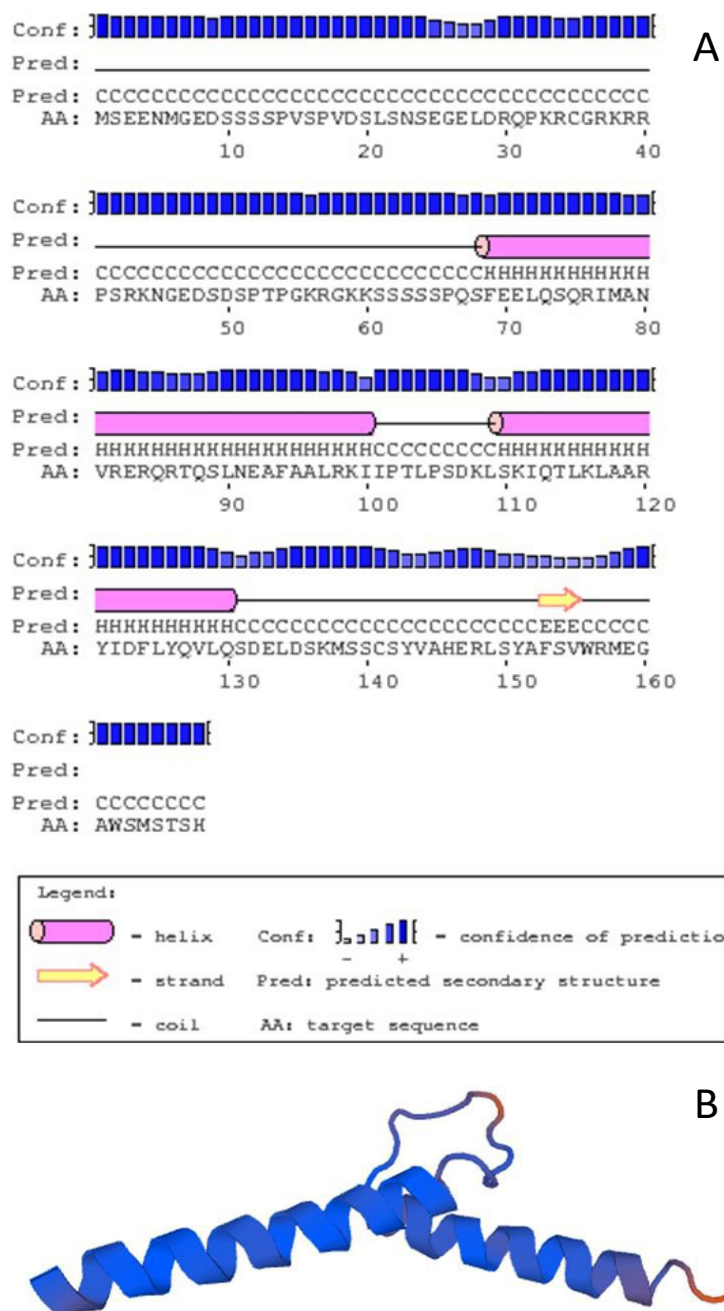 A
Conf:
Pred:
Pred: CCCCCCCCCCCCCCCCCCCCCCCCCCCCCCCCCCCCCCCC
AA: MSEENMGEDSSSSPVSPVDSLSNSEGELDRQPKRCGRKRR
10 20 30 40
Conf:
Pred:
Pred: CCCCCCCCCCCCCCCCCCCCCCCCCCCCHHHHHHHHHHHH
AA: PSRKNGEDSDSPTPGKRGKKSSSSSPQSFEELQSQRIMAN
50 60 70 80
Conf:
Pred:
Pred: HHHHHHHHHHHHHHHHHHHHCCCCCCCCCHHHHHHHHHHH
AA: VRERQRTQSLNEAFAALRKIIPTLPSDKLSKIQTLKLAAR
90 100 110 120
Conf:
Pred:
Pred: HHHHHHHHHHCCCCCCCCCCCCCCCCCCCCCCEEECCCCC
AA: YIDFLYQVLQSDELDSKMSSCSYVAHERLSYAFSVWRMEG
130 140 150 160
Conf:
Pred:
Pred: CCCCCCCC
AA: AWSMSTSH
Legend:
= helix Conf: - + = confidence of predictio
= strand Pred: predicted secondary structure
= coil AA: target sequence
B